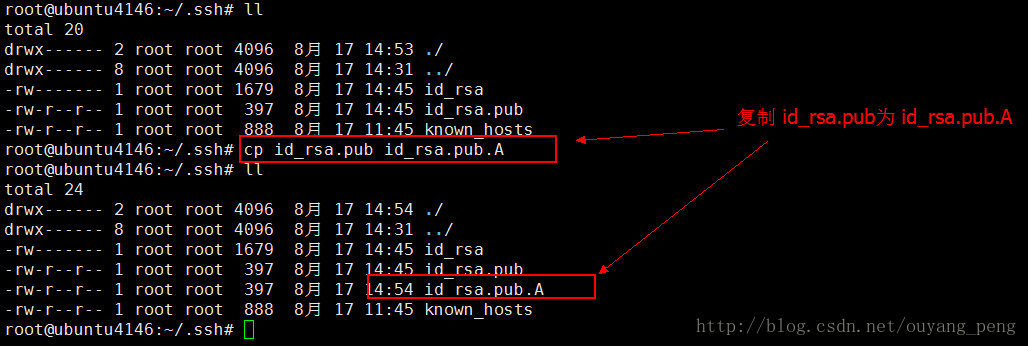 root@ubuntu4146:~/.ssh# ll
total 20
drwx------ 2 root root 4096  8月 17 14:53 ./
drwx------ 8 root root 4096  8月 17 14:31 ../
-rw------- 1 root root 1679  8月 17 14:45 id_rsa
-rw-r--r-- 1 root root  397  8月 17 14:45 id_rsa.pub
-rw-r--r-- 1 root root  888  8月 17 11:45 known_hosts
root@ubuntu4146:~/.ssh# cp id_rsa.pub id_rsa.pub.A
复制 id_rsa.pub为 id_rsa.pub.A
root@ubuntu4146:~/.ssh# ll
total 24
drwx------ 2 root root 4096  8月 17 14:54 ./
drwx------ 8 root root 4096  8月 17 14:31 ../
-rw------- 1 root root 1679  8月 17 14:45 id_rsa
-rw-r--r-- 1 root root  397  8月 17 14:45 id_rsa.pub
-rw-r--r-- 1 root root  397  8月 17 14:54 id_rsa.pub.A
-rw-r--r-- 1 root root  888  8月 17 11:45 known_hosts
root@ubuntu4146:~/.ssh#
http://blog.csdn.net/ouyang_peng